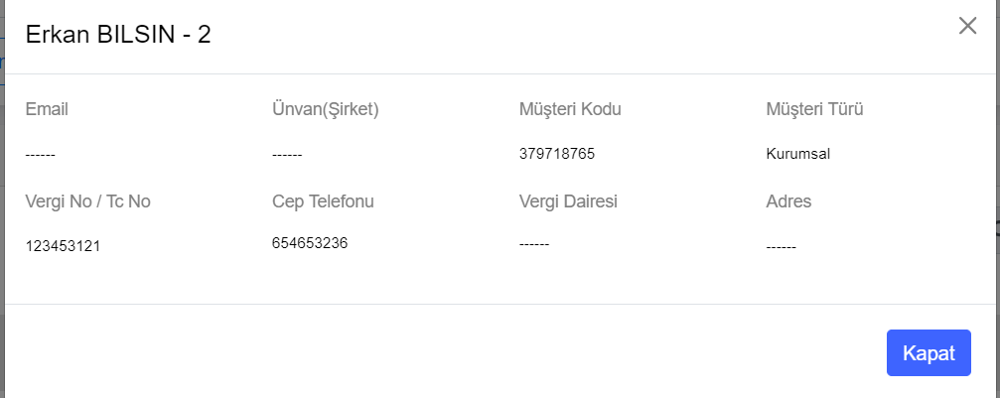 Erkan BILSIN - 2
Email Ünvan(Şirket) Müşteri Kodu Müşteri Türü
------ ------ 379718765 Kurumsal
Vergi No / Tc No Cep Telefonu Vergi Dairesi Adres
123453121 654653236 ------ ------
Kapat